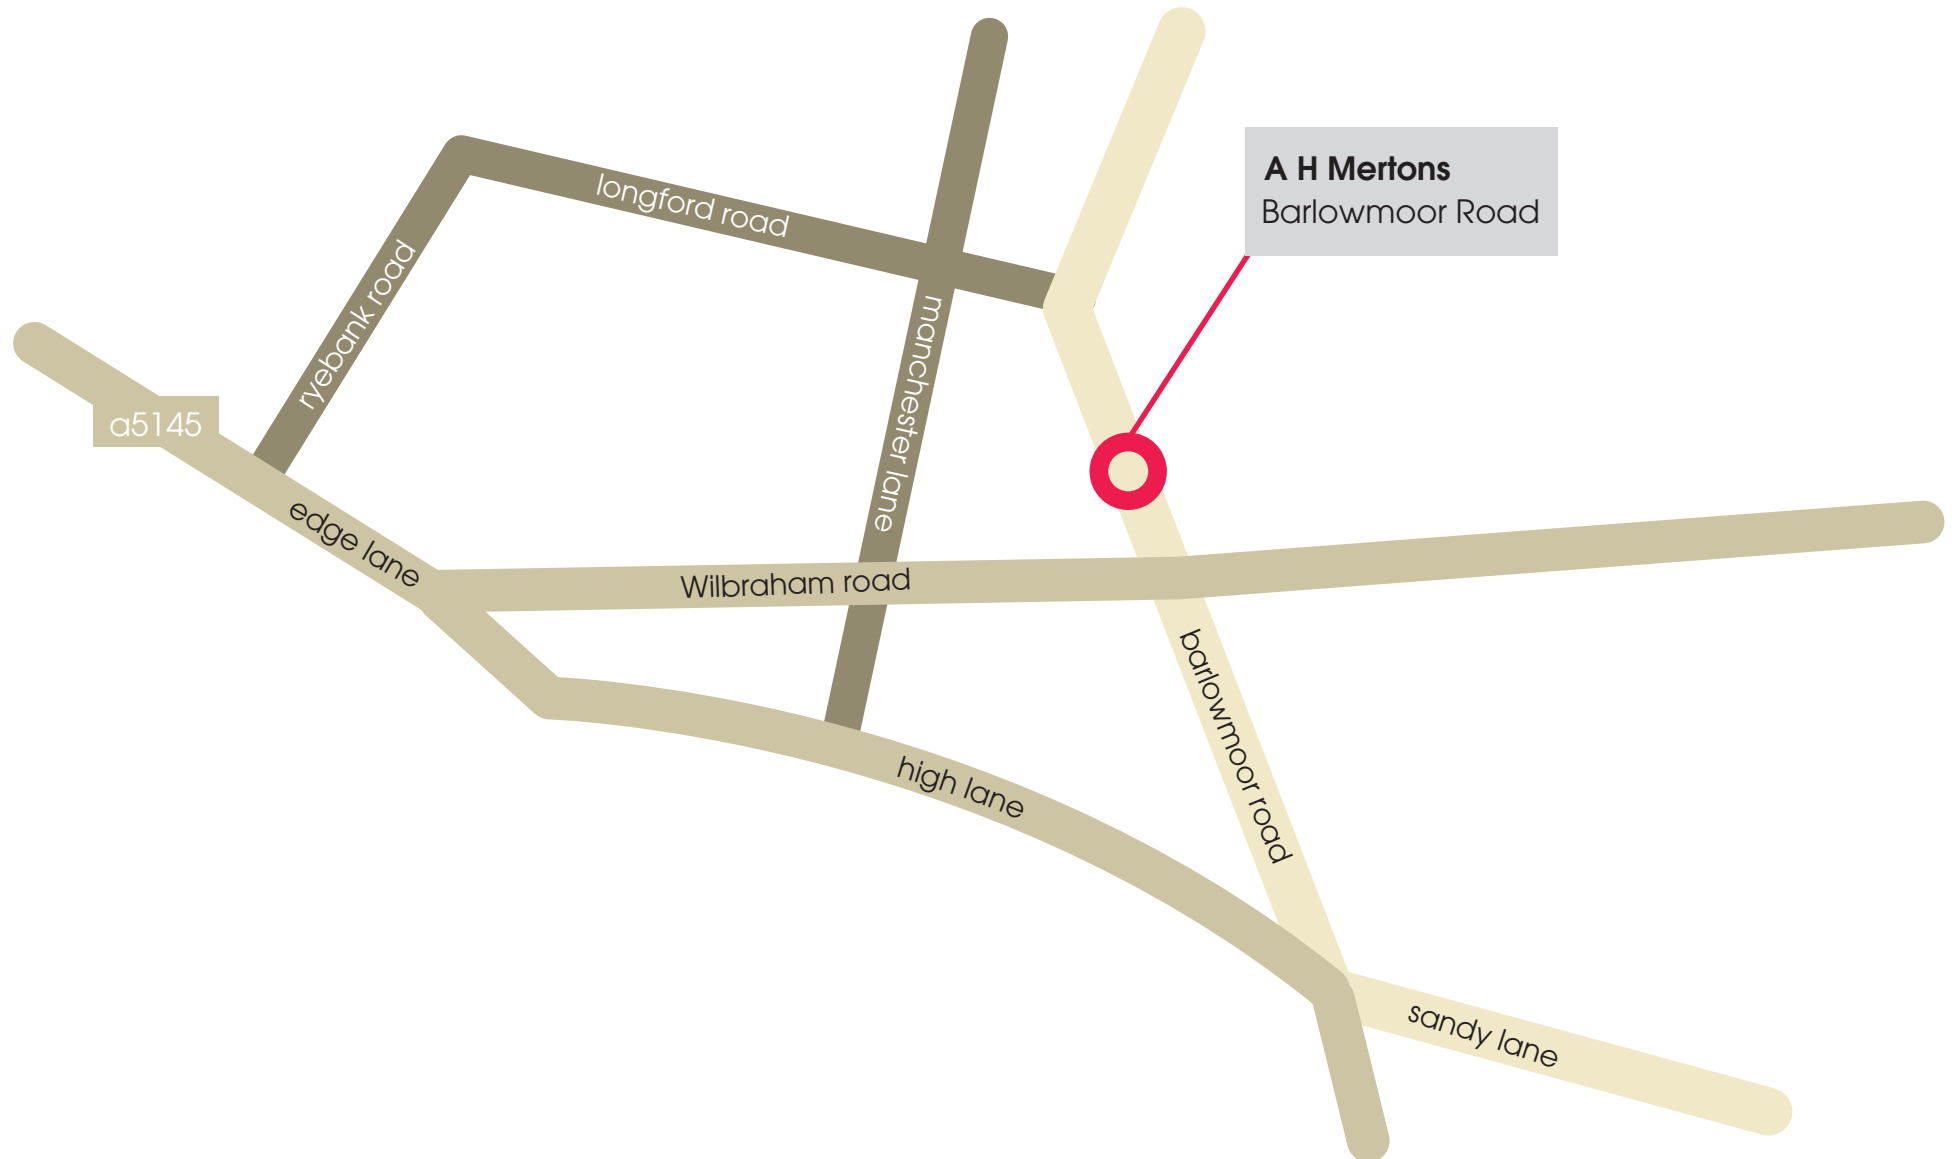 A H Mertons
Barlowmoor Road
longford road
ryebank road
manchester lane
a5145
edge lane
Wilbraham road
barlowmoor road
high lane
sandy lane